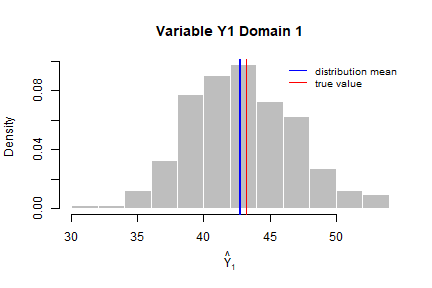 Variable Y1 Domain 1
distribution mean
true value
Density
0.00 0.04 0.08
30 35 40 45 50
Ŷ₁